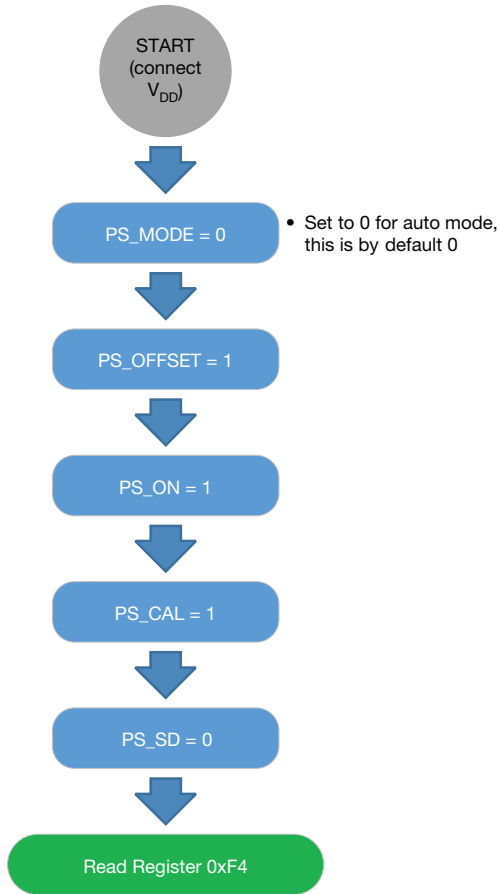 START
(connect
VDD)
PS_MODE = 0
• Set to 0 for auto mode,
this is by default 0
PS_OFFSET = 1
PS_ON = 1
PS_CAL = 1
PS_SD = 0
Read Register 0xF4